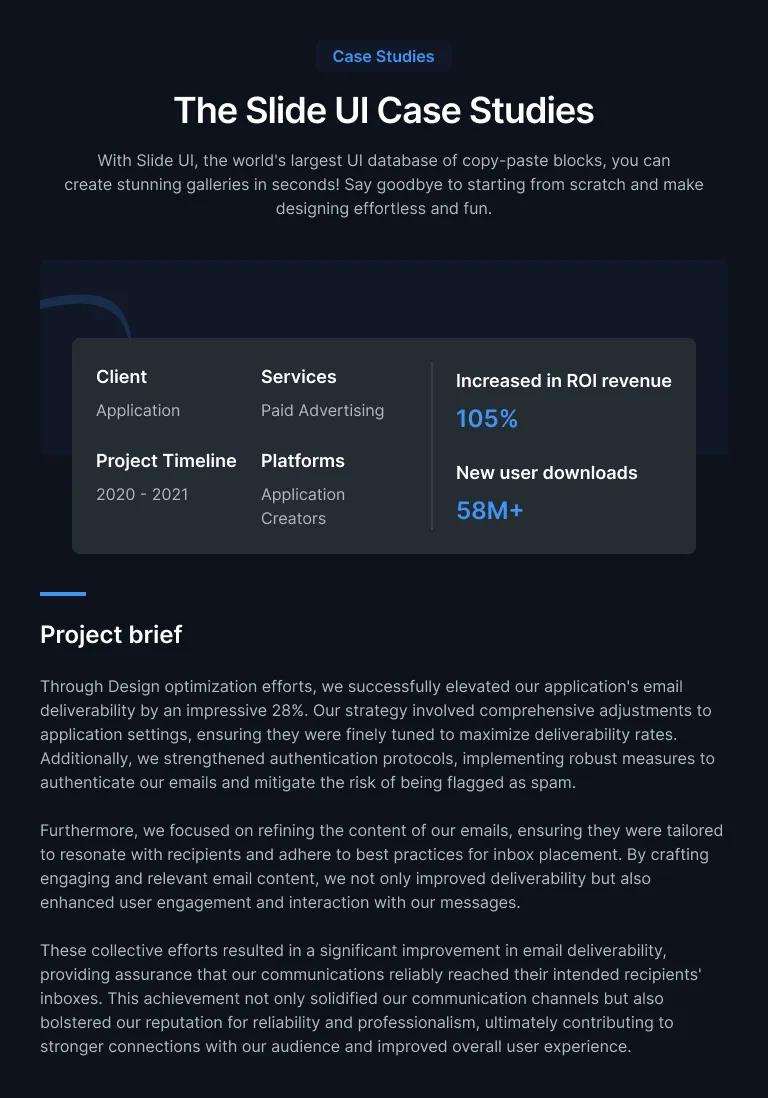 Case Studies
The Slide UI Case Studies
With Slide UI, the world's largest UI database of copy-paste blocks, you can
create stunning galleries in seconds! Say goodbye to starting from scratch and make
designing effortless and fun.
Client
Application
Services
Paid Advertising
Project Timeline
2020 - 2021
Platforms
Application
Creators
Increased in ROI revenue
105%
New user downloads
58M+
Project brief
Through Design optimization efforts, we successfully elevated our application's email
deliverability by an impressive 28%. Our strategy involved comprehensive adjustments to
application settings, ensuring they were finely tuned to maximize deliverability rates.
Additionally, we strengthened authentication protocols, implementing robust measures to
authenticate our emails and mitigate the risk of being flagged as spam.
Furthermore, we focused on refining the content of our emails, ensuring they were tailored
to resonate with recipients and adhere to best practices for inbox placement. By crafting
engaging and relevant email content, we not only improved deliverability but also
enhanced user engagement and interaction with our messages.
These collective efforts resulted in a significant improvement in email deliverability,
providing assurance that our communications reliably reached their intended recipients'
inboxes. This achievement not only solidified our communication channels but also
bolstered our reputation for reliability and professionalism, ultimately contributing to
stronger connections with our audience and improved overall user experience.